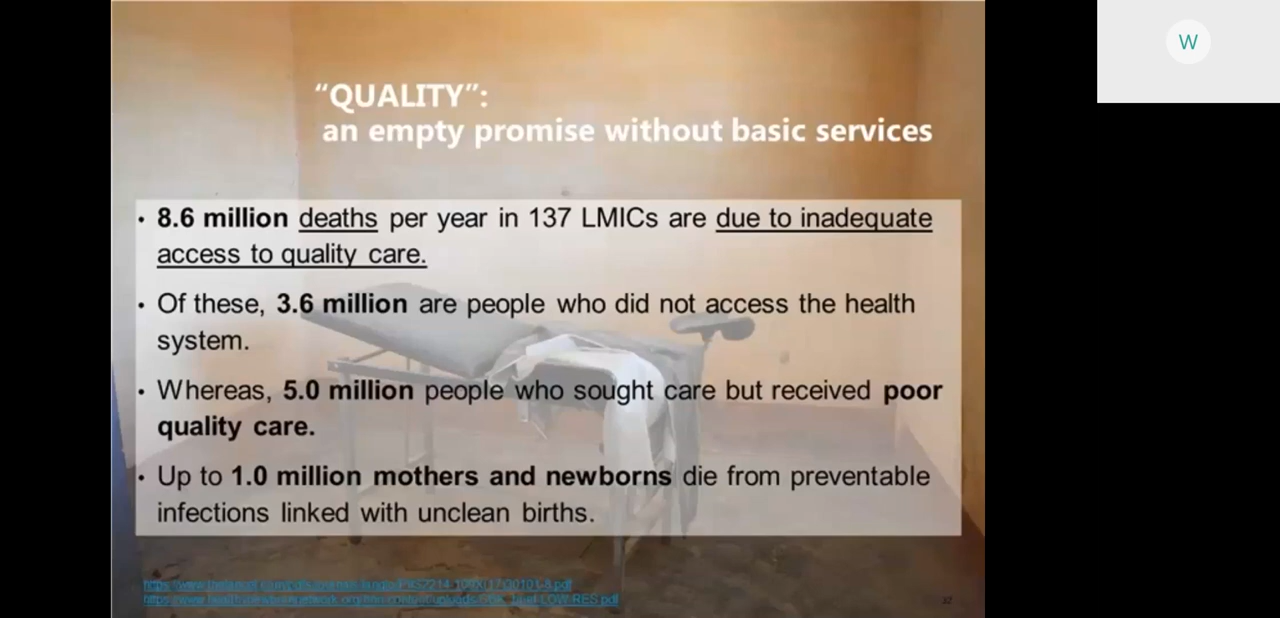 W
“QUALITY”:
an empty promise without basic services
• 8.6 million deaths per year in 137 LMICs are due to inadequate
access to quality care.
• Of these, 3.6 million are people who did not access the health
system.
• Whereas, 5.0 million people who sought care but received poor
quality care.
• Up to 1.0 million mothers and newborns die from preventable
infections linked with unclean births.